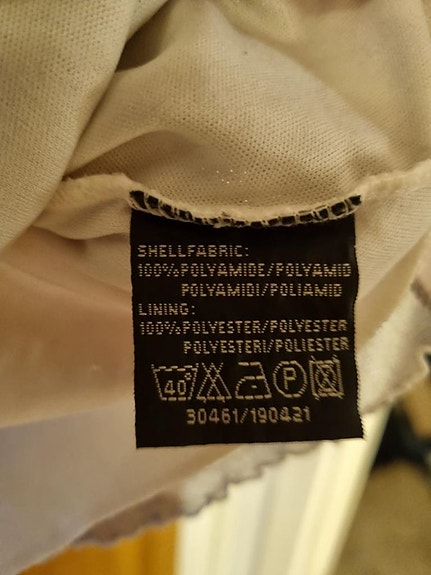 SHELLFABRIC:
100%POLYAMIDE/POLYAMID
POLYAMIDI/POLIAMID
LINING:
100%POLYESTER/POLYESTER
POLYESTERI/POLIESTER
40° P
30461/190421